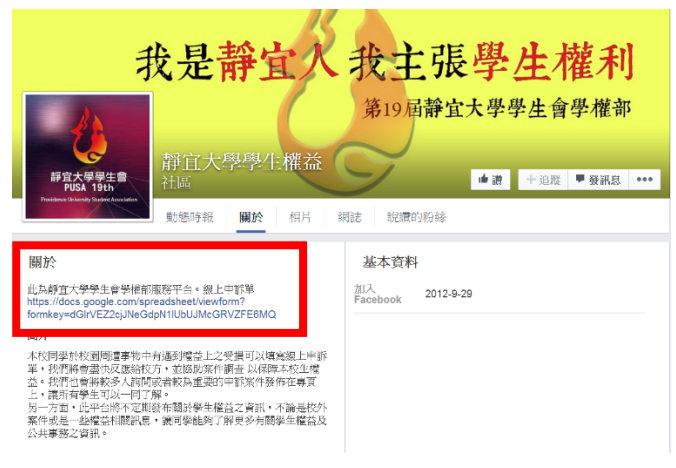 我是靜宜人 我主張學生權利
第19屆靜宜大學學生會學權部
靜宜大學學生會
PUSA 19th
Providence University Student Association
靜宜大學學生權益
社區
讚
追蹤
發訊息
動態時報 關於 相片 網誌 說讚的粉絲
關於
此為靜宜大學學生會學權部服務平台。線上申訴單
https://docs.google.com/spreadsheet/viewform?
formkey=dGlrVEZ2cjJNeGdpN1lUbUJMcGRVZFE6MQ
簡介
本校同學於校園周遭事物中有遇到權益上之受損可以填寫線上申訴
單，我們將會盡快反應給校方，並協助案件調查 以保障本校生權
益。我們也會將較多人詢問或者較為重要的申訴案件發佈在專頁
上，讓所有學生可以一同了解。
另一方面，此平台將不定期發布關於學生權益之資訊，不論是校外
案件或是一些權益相關訊息，讓同學能夠了解更多有關學生權益及
公共事務之資訊。
基本資料
加入
Facebook 2012-9-29